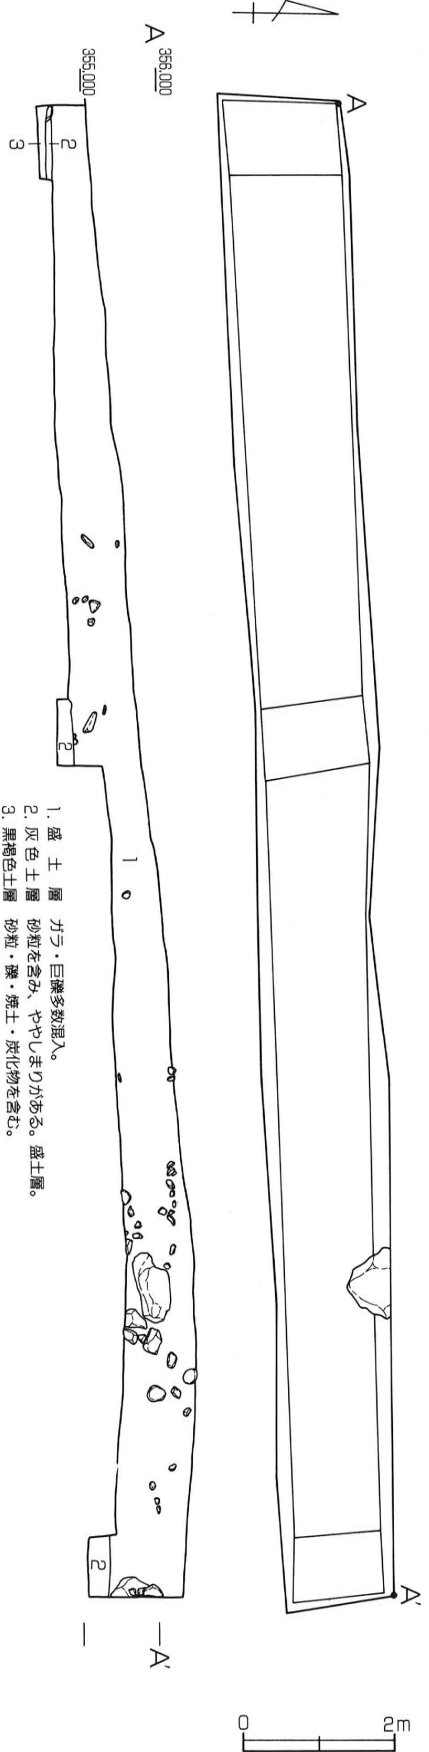 A
A'
A
356.000
355.000
A'
1
2
3
2
2
1. 盛 土 層 ガラ・巨礫多数混入。
2. 灰 色 土 層 砂粒を含み、ややしまりがある。盛土層。
3. 黒褐色土層 砂粒・礫・焼土・炭化物を含む。
0 2m